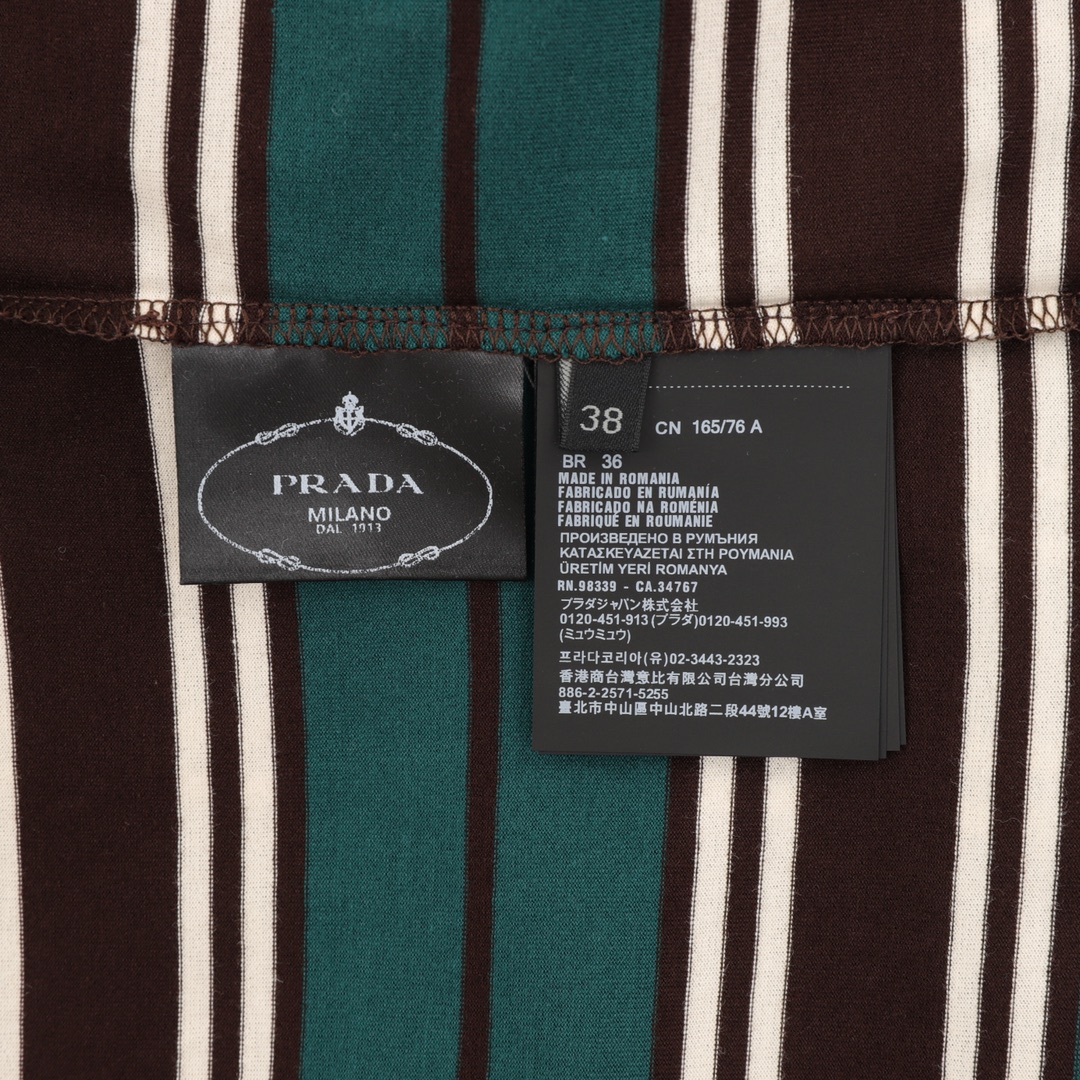 PRADA
MILANO
DAL 1913
38
CN 165/76 A
BR 36
MADE IN ROMANIA
FABRICADO EN RUMANÍA
FABRICADO NA ROMÉNIA
FABRIQUÉ EN ROUMANIE
ПРОИЗВЕДЕНО В РУМЪНИЯ
ΚΑΤΑΣΚΕΥΑΖΕΤΑΙ ΣΤΗ ΡΟΥΜΑΝΙΑ
ÜRETİM YERİ ROMANYA
RN.98339 - CA.34767
プラダジャパン株式会社
0120-451-913(プラダ)0120-451-993
(ミュウミュウ)
프라다코리아(유)02-3443-2323
香港商台灣意比有限公司台灣分公司
886-2-2571-5255
臺北市中山區中山北路二段44號12樓A室